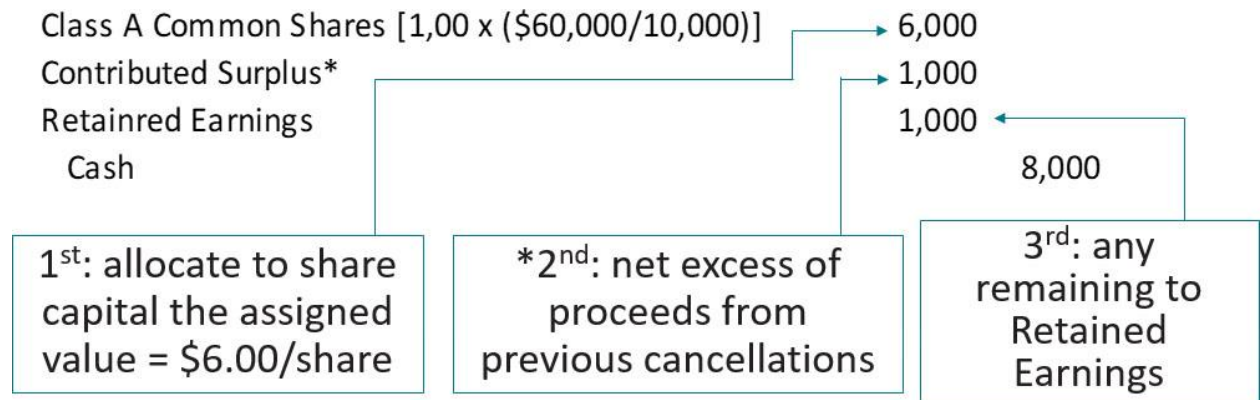 Class A Common Shares [1,00 x ($60,000/10,000)] 6,000
Contributed Surplus* 1,000
Retainred Earnings 1,000
Cash 8,000
1st: allocate to share
capital the assigned
value = $6.00/share
*2nd: net excess of
proceeds from
previous cancellations
3rd: any
remaining to
Retained
Earnings